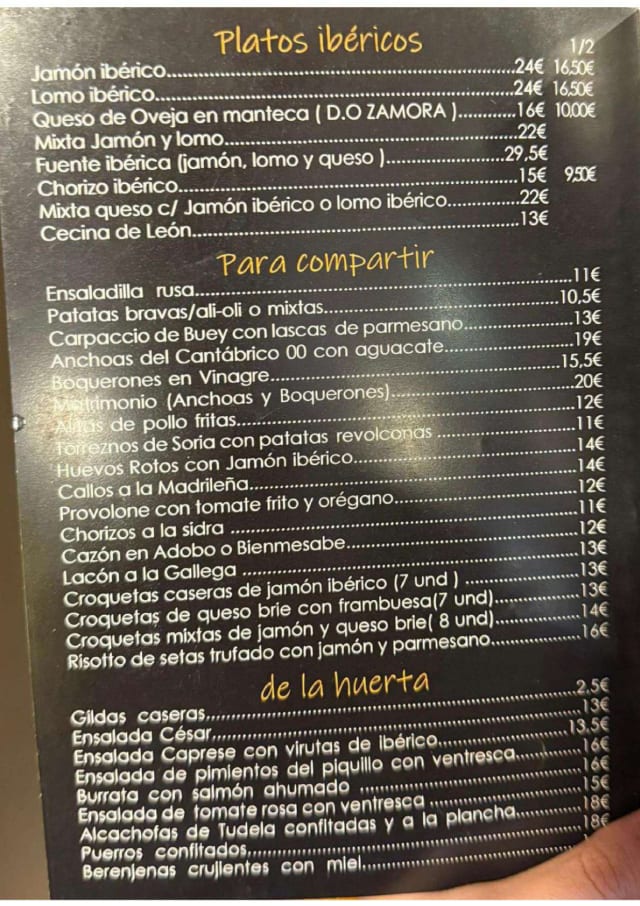 Platos ibéricos
1/2
Jamón ibérico.......................24€ 16,50€
Lomo ibérico.......................24€ 16,50€
Queso de Oveja en manteca ( D.O ZAMORA )...........16€ 10,00€
Mixta Jamón y lomo.......................22€
Fuente ibérica (jamón, lomo y queso ).......................29,5€
Chorizo ibérico.......................15€ 9,50€
Mixta queso c/ Jamón ibérico o lomo ibérico.............22€
Cecina de León.......................13€
Para compartir
Ensaladilla rusa.......................11€
Patatas bravas/ali-oli o mixtas.......................10,5€
Carpaccio de Buey con lascas de parmesano.......................13€
Anchoas del Cantábrico 00 con aguacate.......................19€
Boquerones en Vinagre.......................15,5€
Matrimonio (Anchoas y Boquerones).......................20€
Alitas de pollo fritas.......................12€
Torreznos de Soria con patatas revolconas .......................11€
Huevos Rotos con Jamón ibérico.......................14€
Callos a la Madrileña.......................14€
Provolone con tomate frito y orégano.......................12€
Chorizos a la sidra .......................11€
Cazón en Adobo o Bienmesabe.......................12€
Lacón a la Gallega .......................13€
Croquetas caseras de jamón ibérico (7 und ) .......................13€
Croquetas de queso brie con frambuesa(7 und).......................13€
Croquetas mixtas de jamón y queso brie( 8 und).......................14€
Risotto de setas trufado con jamón y parmesano.......................16€
de la huerta
Gildas caseras.......................2.5€
Ensalada César.......................13€
Ensalada Caprese con virutas de ibérico.......................13,5€
Ensalada de pimientos del piquillo con ventresca.......................16€
Burrata con salmón ahumado .......................16€
Ensalada de tomate rosa con ventresca .......................15€
Alcachofas de Tudela confitadas y a la plancha.......................18€
Puerros confitados.......................18€
Berenjenas crujientes con miel.......................